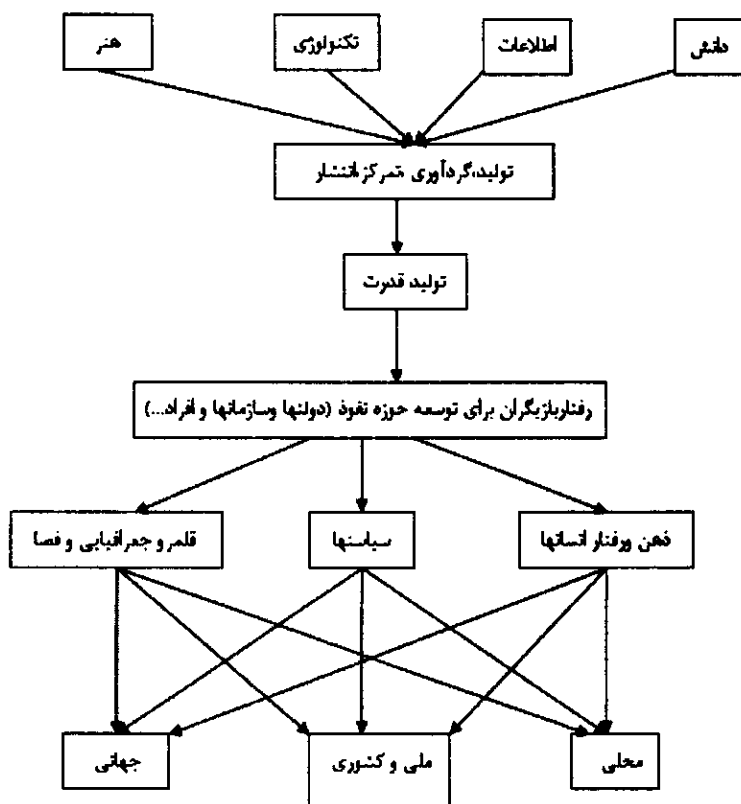 دانش
اطلاعات
تکنولوژی
هنر
تولید،گردآوری ،تمرکز،انتشار
تولید قدرت
رفتاربازیگران برای توسعه حوزه نفوذ (دولتها وسازمانها و افراد...)
ذهن ورفتار انسانها
سیاستها
قلمرو جغرافیایی و فضا
محلی
ملی و کشوری
جهانی